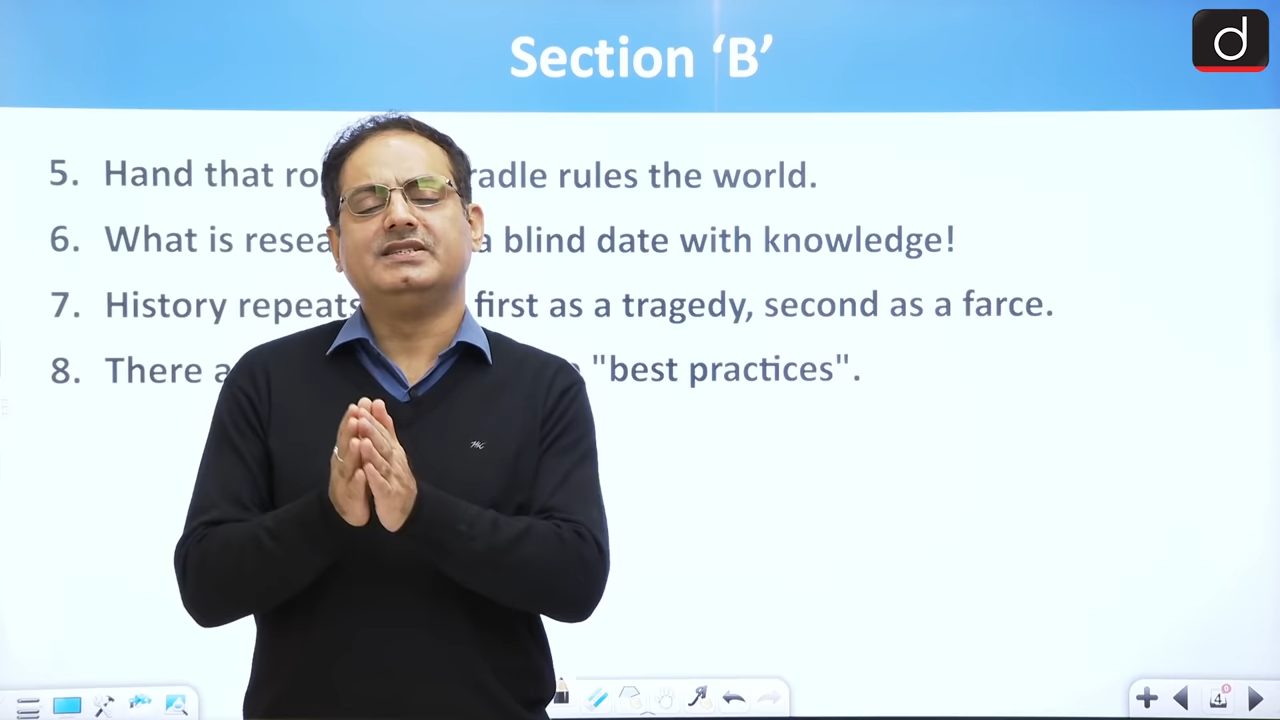 Section ‘B’
d
5. Hand that ro radle rules the world.
6. What is resea a blind date with knowledge!
7. History repeats first as a tragedy, second as a farce.
8. There a "best practices".
4